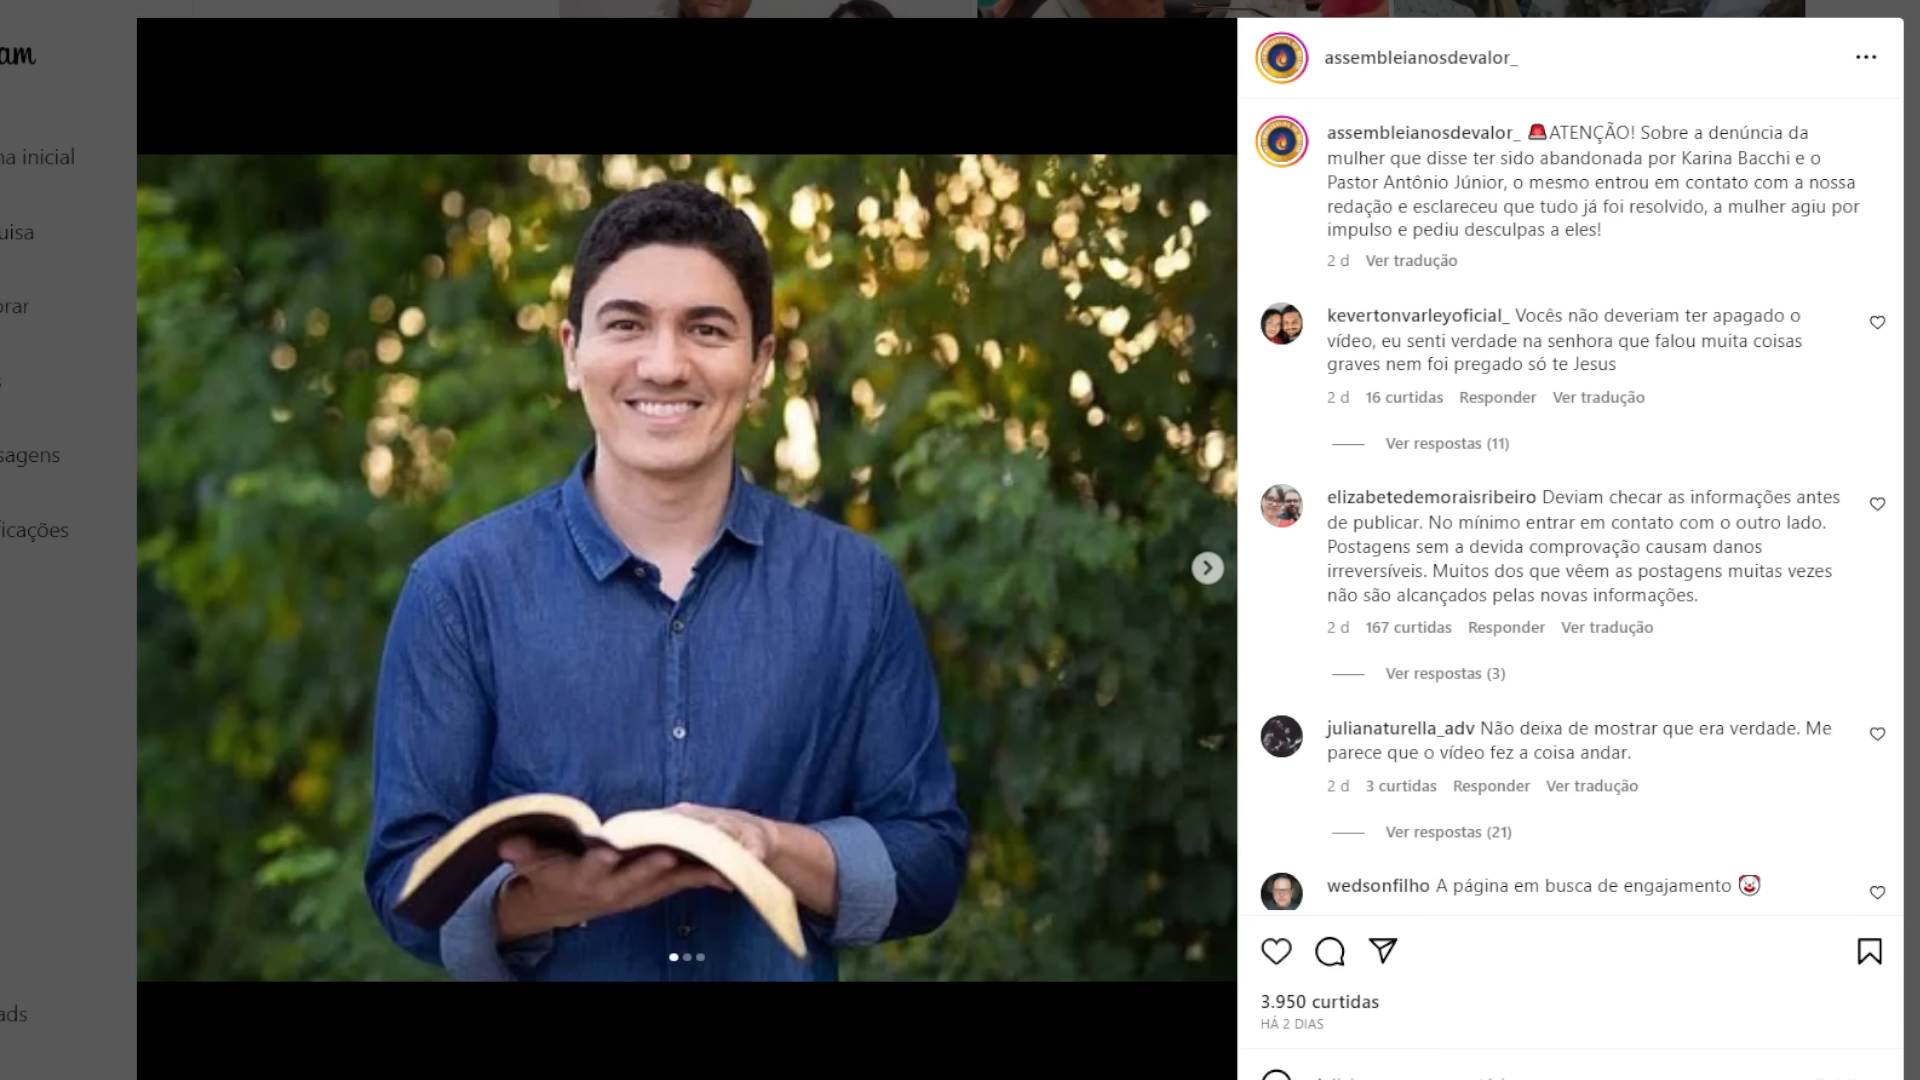 am
na inicial
uisa
orar
s
sagens
ficações
ads
assembleianosdevalor_
assembleianosdevalor_ 🚨ATENÇÃO! Sobre a denúncia da
mulher que disse ter sido abandonada por Karina Bacchi e o
Pastor Antônio Júnior, o mesmo entrou em contato com a nossa
redação e esclareceu que tudo já foi resolvido, a mulher agiu por
impulso e pediu desculpas a eles!
2 d Ver tradução
kevertonvarleyoficial_ Vocês não deveriam ter apagado o
vídeo, eu senti verdade na senhora que falou muita coisas
graves nem foi pregado só te Jesus
2 d 16 curtidas Responder Ver tradução
Ver respostas (11)
elizabetedemoraisribeiro Deviam checar as informações antes
de publicar. No mínimo entrar em contato com o outro lado.
Postagens sem a devida comprovação causam danos
irreversíveis. Muitos dos que vêem as postagens muitas vezes
não são alcançados pelas novas informações.
2 d 167 curtidas Responder Ver tradução
Ver respostas (3)
julianaturella_adv Não deixa de mostrar que era verdade. Me
parece que o vídeo fez a coisa andar.
2 d 3 curtidas Responder Ver tradução
Ver respostas (21)
wedsonfilho A página em busca de engajamento 🤡
3.950 curtidas
HÁ 2 DIAS